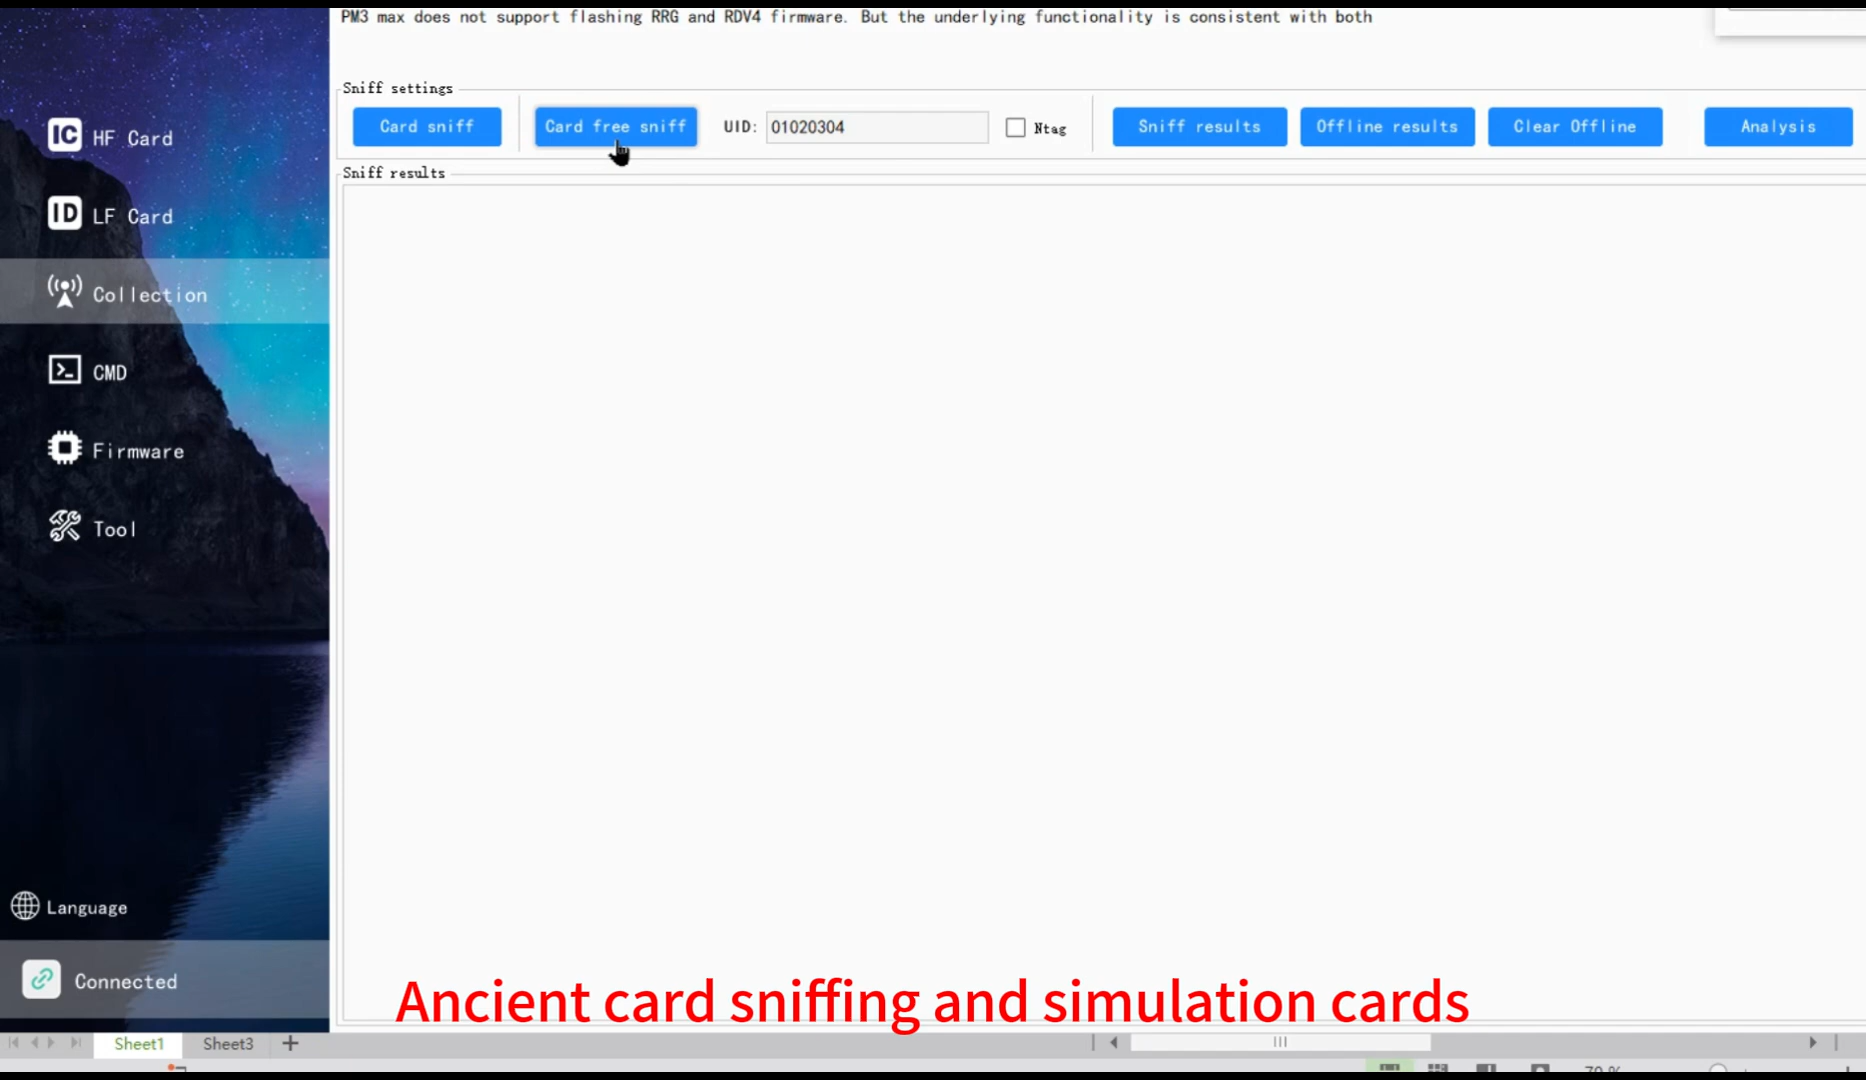 PM3 max does not support flashing RRG and RDV4 firmware. But the underlying functionality is consistent with both
Sniff settings
Card sniff
Card free sniff
UID:
01020304
Ntag
Sniff results
Offline results
Clear Offline
Analysis
Sniff results
IC HF Card
ID LF Card
Collection
CMD
Firmware
Tool
Language
Connected
Ancient card sniffing and simulation cards
Sheet1
Sheet3